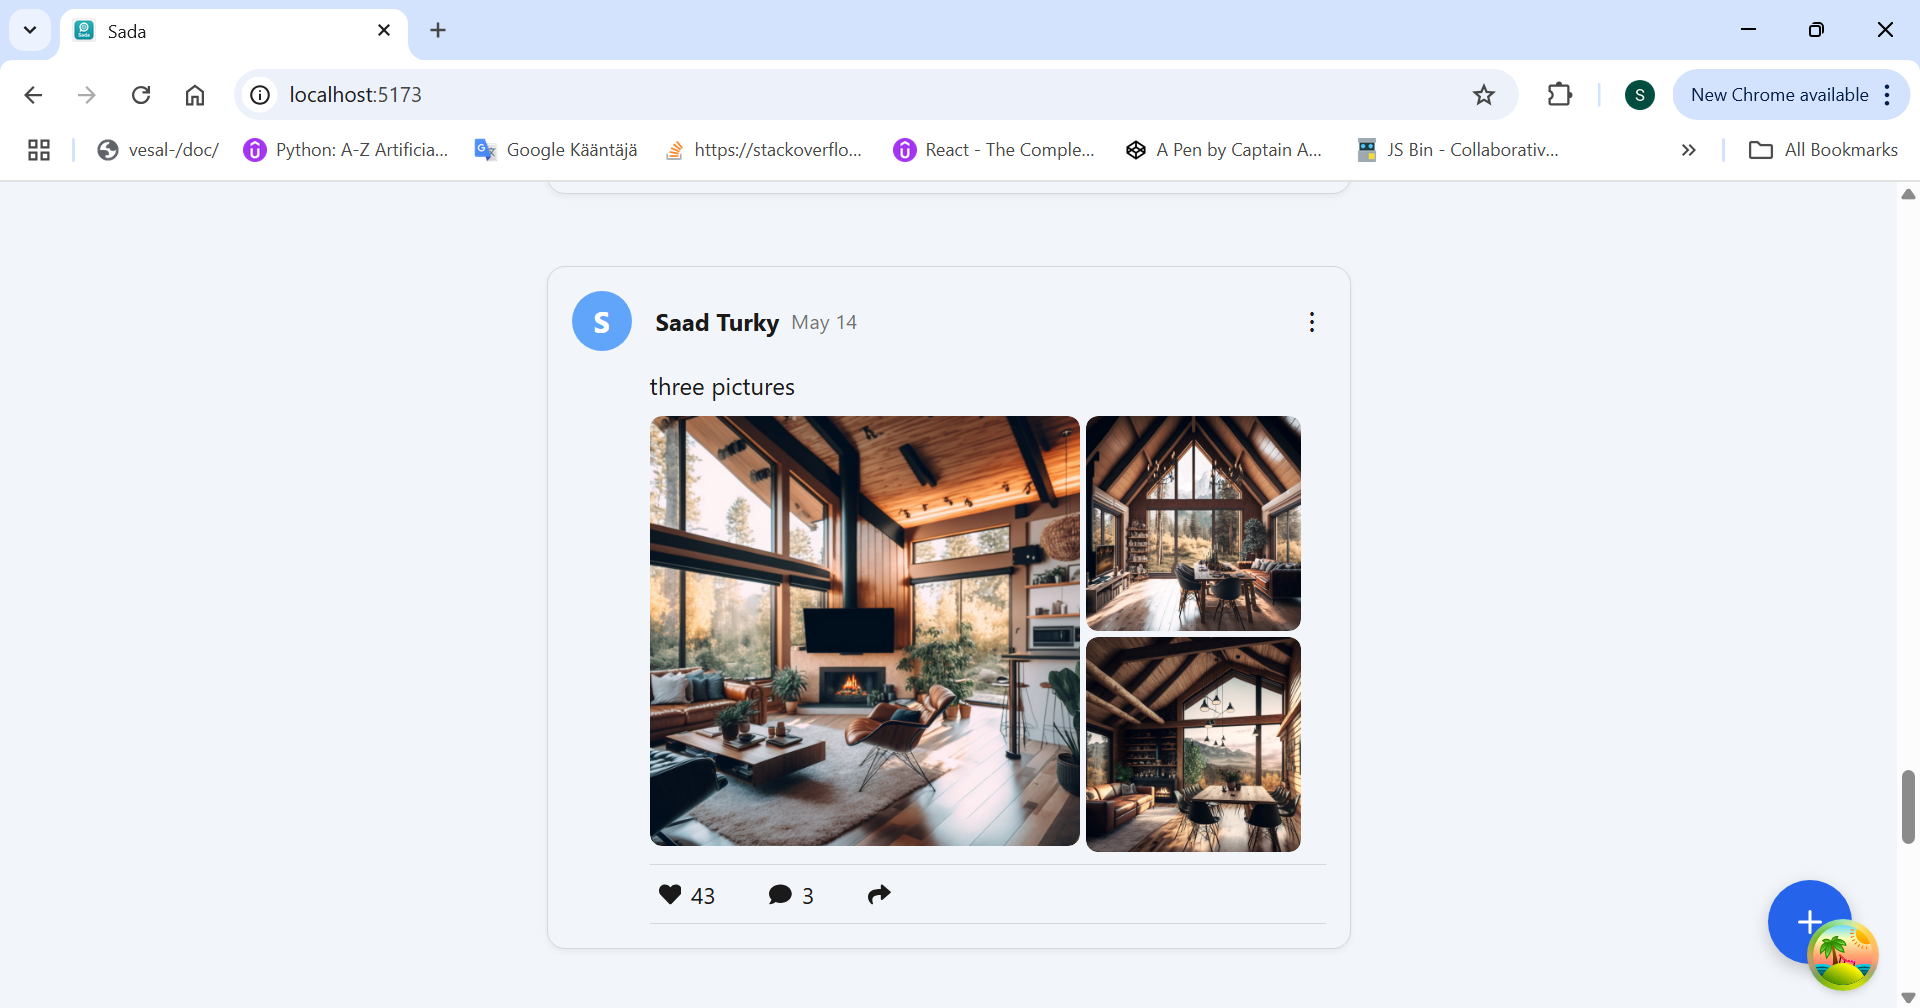 Sada
localhost:5173
New Chrome available
S
vesal-/doc/
Python: A-Z Artificia...
Google Kääntäjä
https://stackoverflo...
React - The Comple...
A Pen by Captain A...
JS Bin - Collaborativ...
All Bookmarks
S
Saad Turky May 14
three pictures
43 3